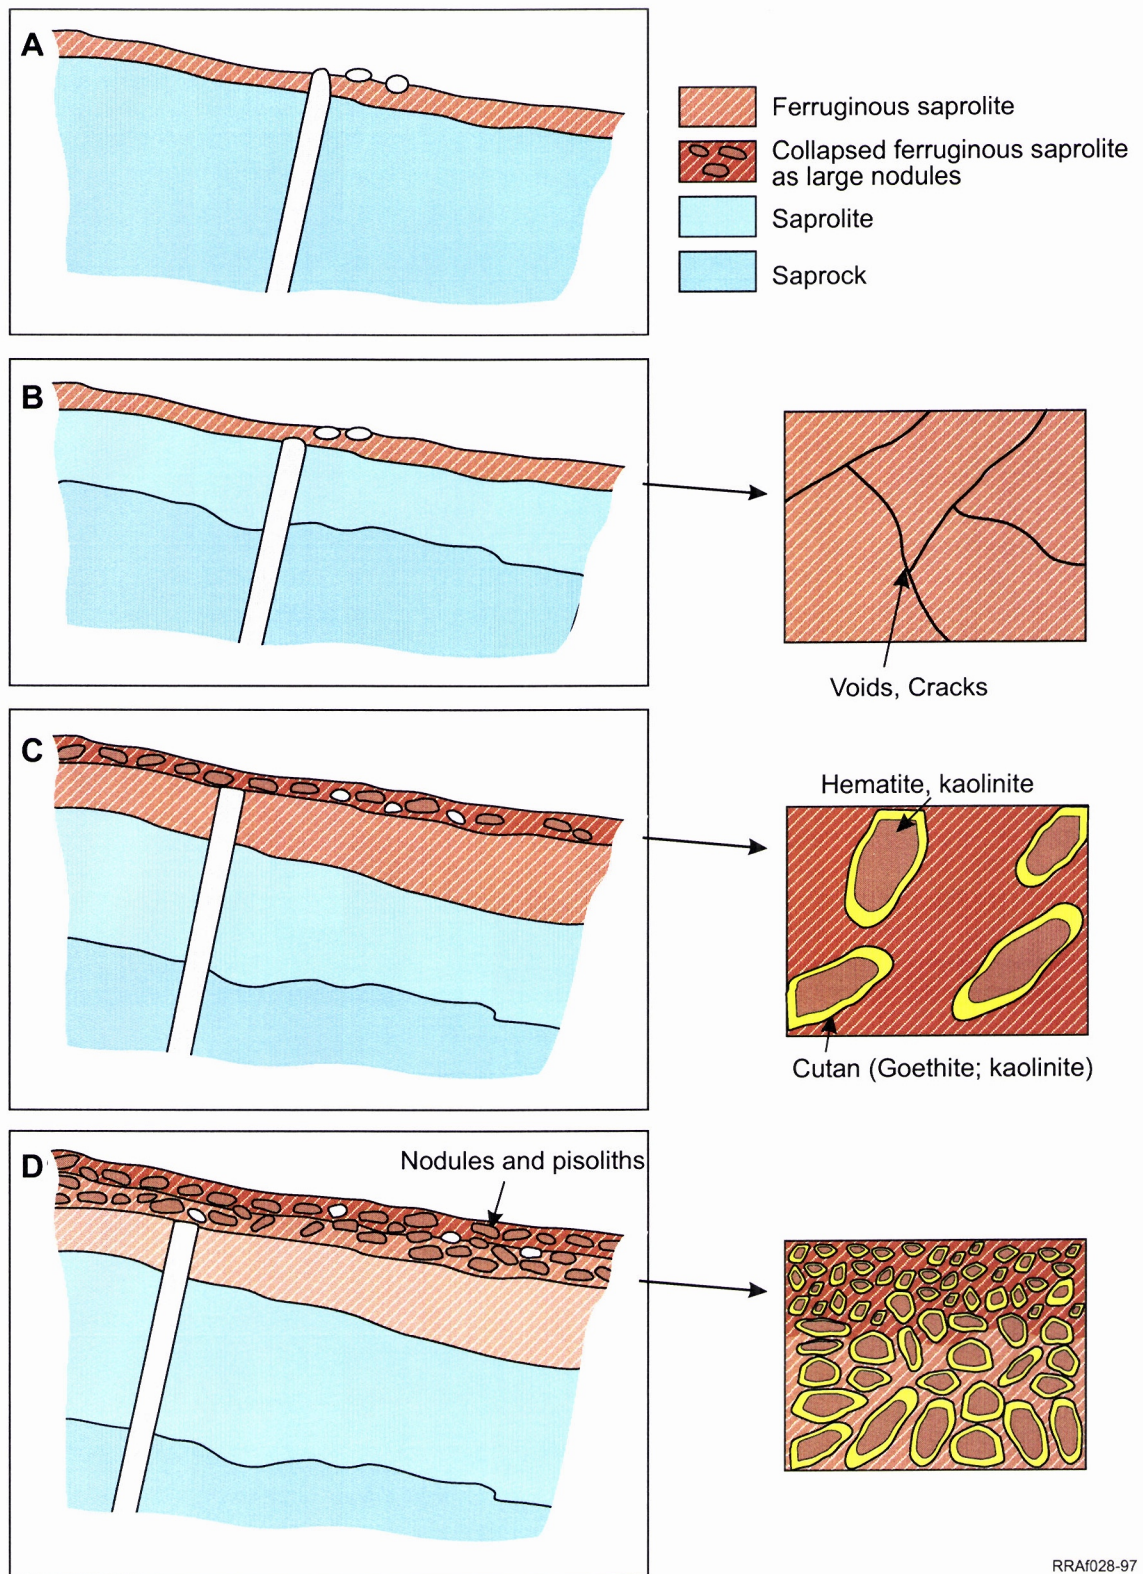 A
Ferruginous saprolite
Collapsed ferruginous saprolite
as large nodules
Saprolite
Saprock
B
Voids, Cracks
C
Hematite, kaolinite
Cutan (Goethite; kaolinite)
D
Nodules and pisoliths
RRAf028-97